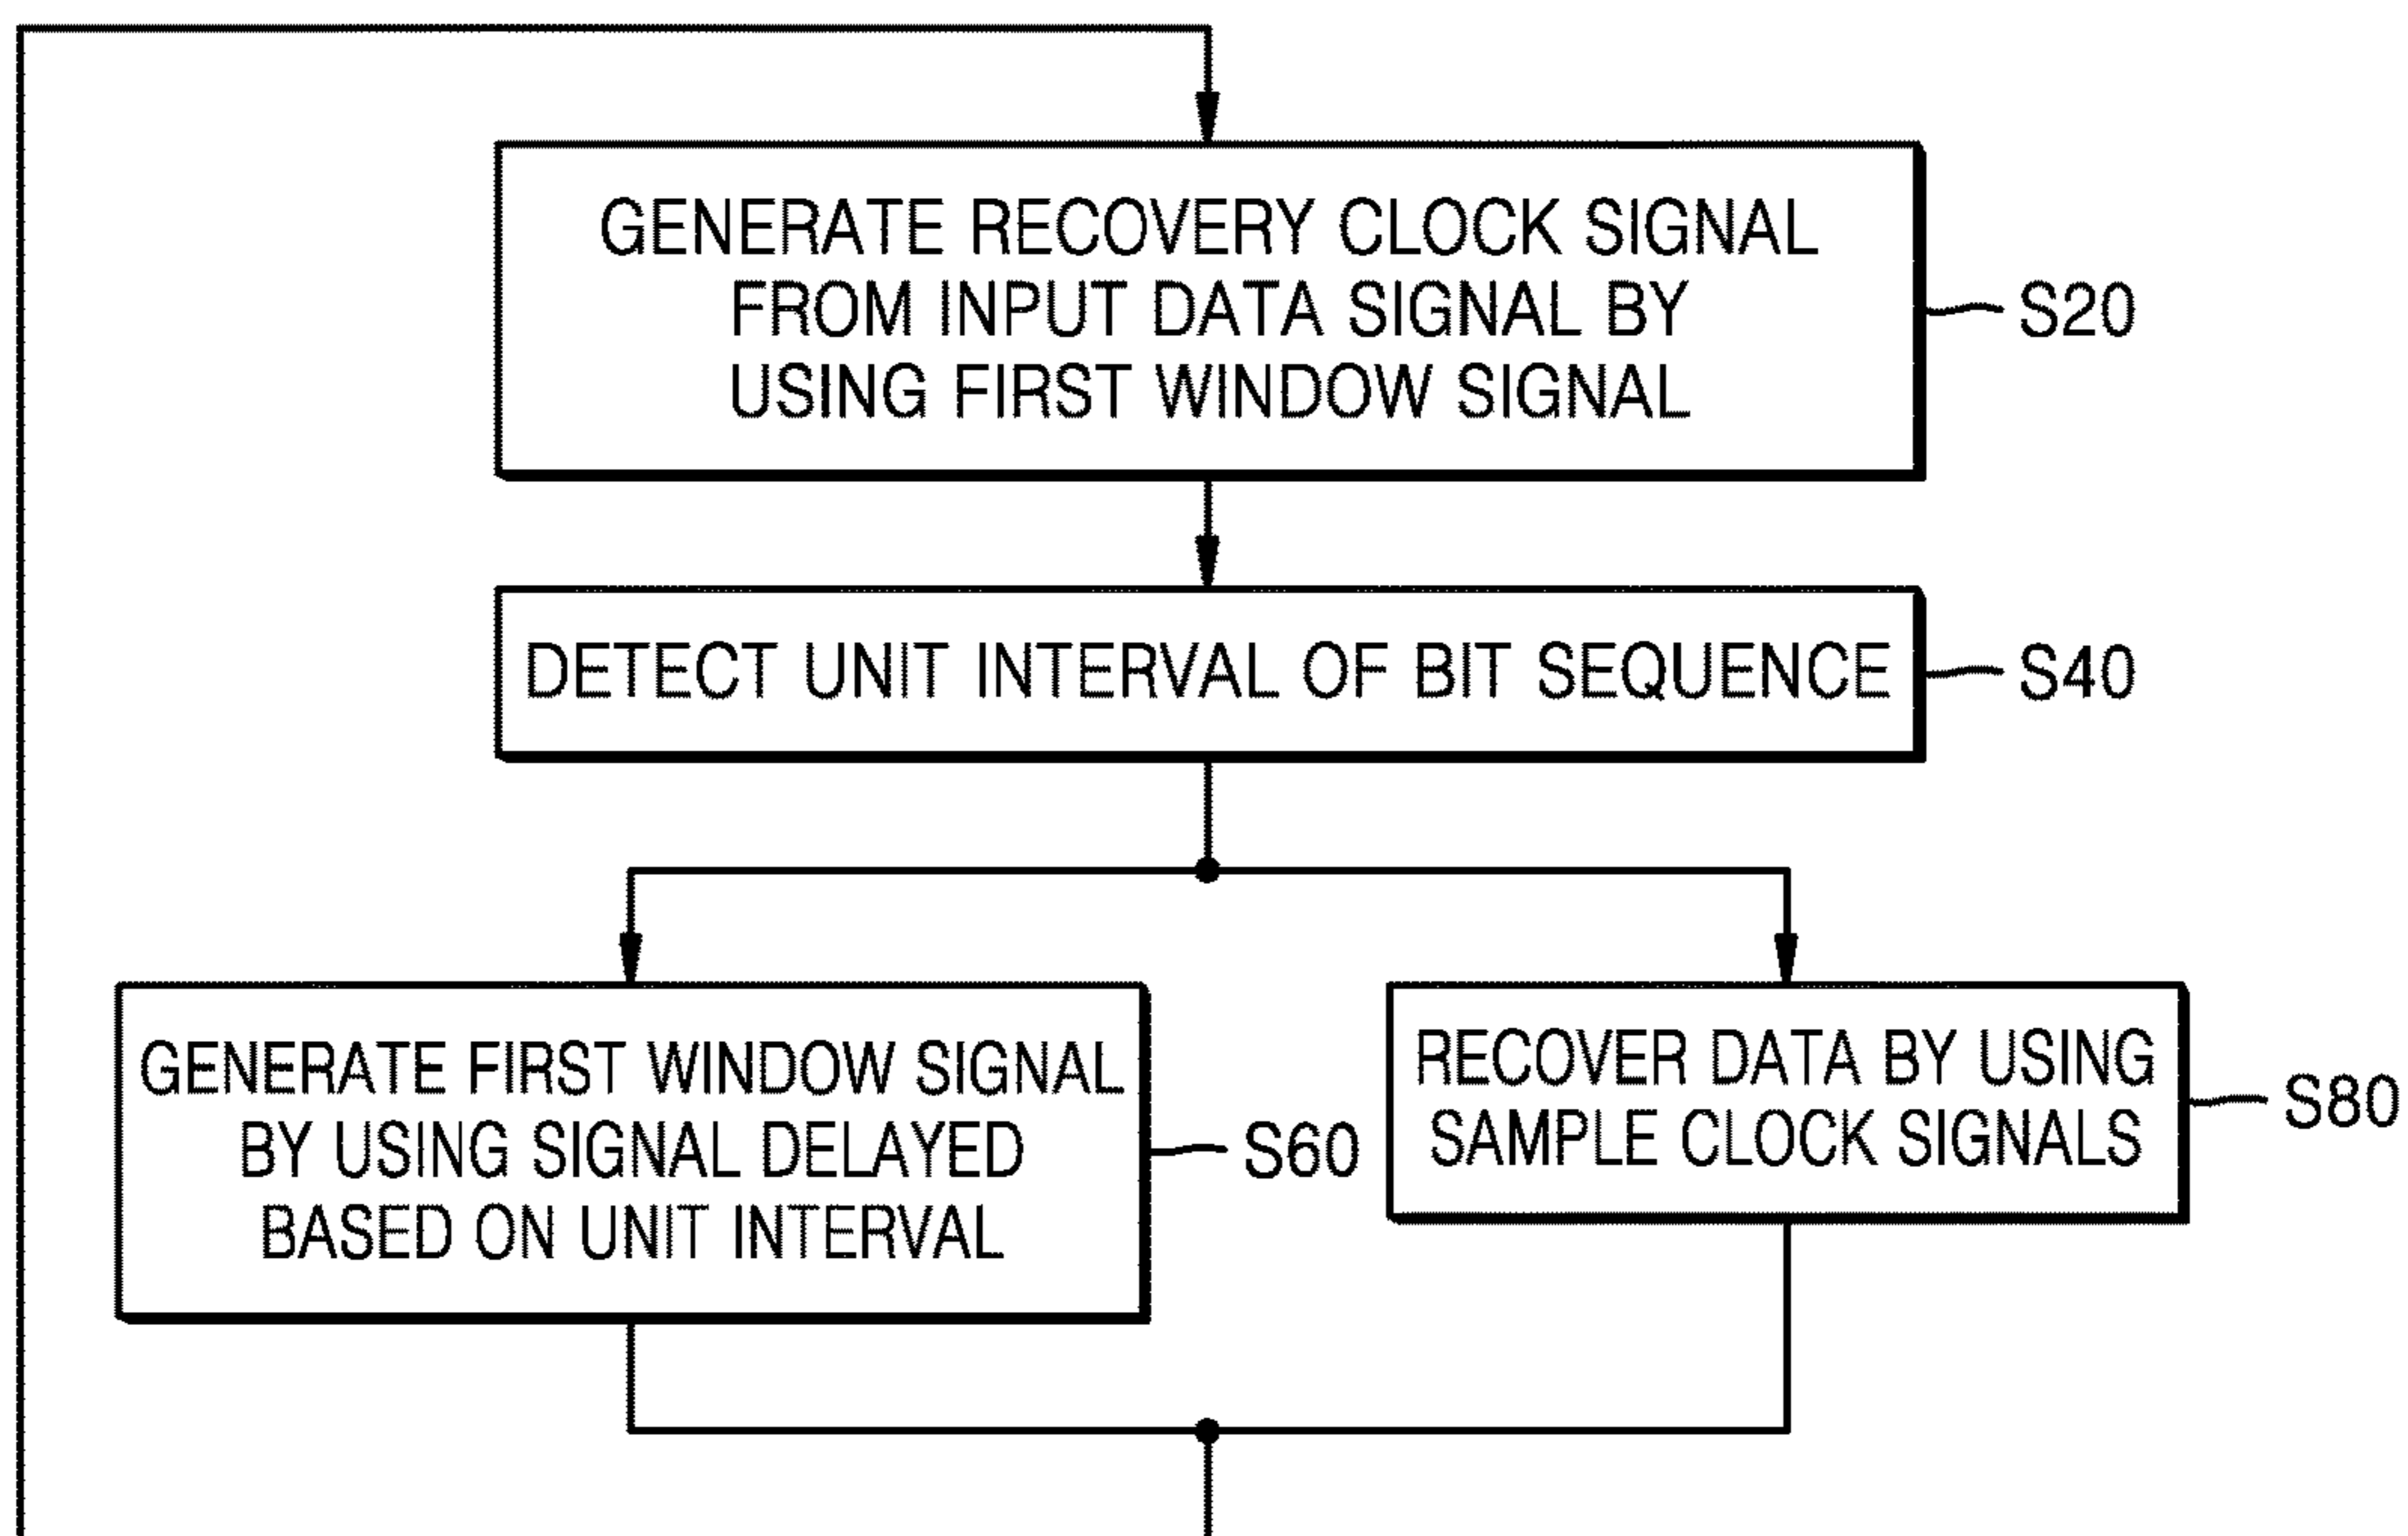 GENERATE RECOVERY CLOCK SIGNAL
FROM INPUT DATA SIGNAL BY
USING FIRST WINDOW SIGNAL
S20
DETECT UNIT INTERVAL OF BIT SEQUENCE
S40
GENERATE FIRST WINDOW SIGNAL
BY USING SIGNAL DELAYED
BASED ON UNIT INTERVAL
S60
RECOVER DATA BY USING
SAMPLE CLOCK SIGNALS
S80